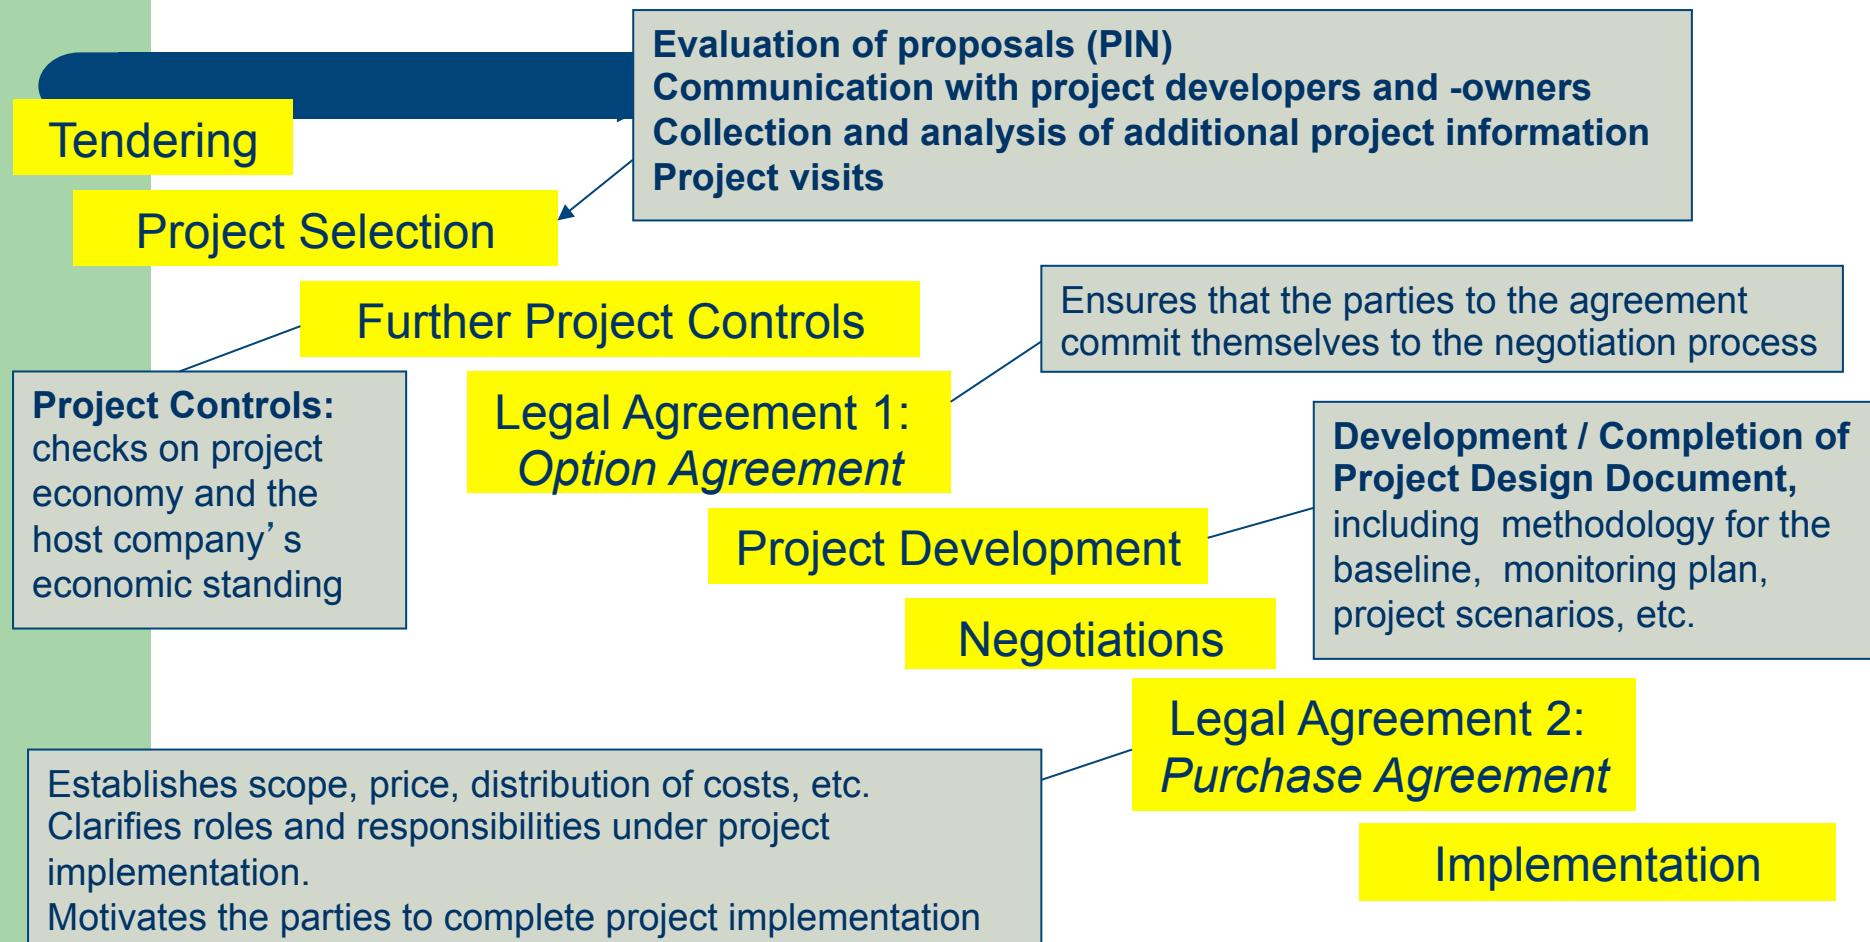 Evaluation of proposals (PIN)
Communication with project developers and -owners
Collection and analysis of additional project information
Project visits
Tendering
Project Selection
Further Project Controls
Ensures that the parties to the agreement
commit themselves to the negotiation process
Project Controls:
checks on project
economy and the
host company’s
economic standing
Legal Agreement 1:
Option Agreement
Development / Completion of
Project Design Document,
including methodology for the
baseline, monitoring plan,
project scenarios, etc.
Project Development
Negotiations
Legal Agreement 2:
Purchase Agreement
Establishes scope, price, distribution of costs, etc.
Clarifies roles and responsibilities under project
implementation.
Motivates the parties to complete project implementation
Implementation